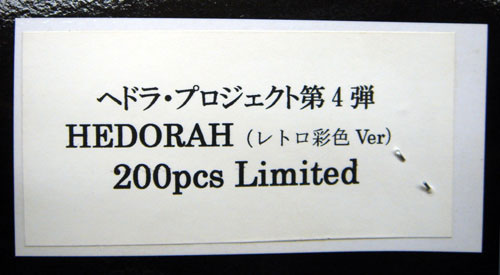 ヘドラ・プロジェクト第4弾
HEDORAH (レトロ彩色 Ver)
200pcs Limited